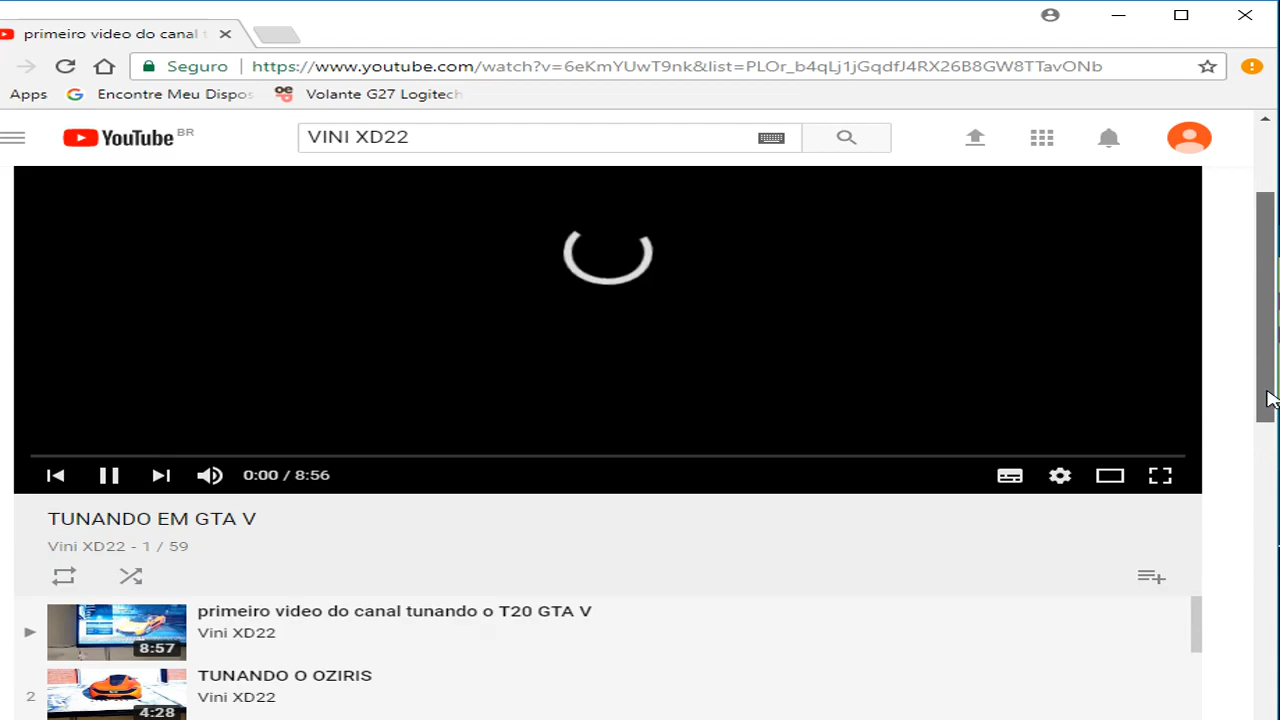 primeiro video do canal t
Seguro
https://www.youtube.com/watch?v=6eKmYUwT9nk&list=PLOr_b4qLj1jGqdfJ4RX26B8GW8TTavONb
Apps
Encontre Meu Dispos
Volante G27 Logitech
YouTube BR
VINI XD22
0:00 / 8:56
TUNANDO EM GTA V
Vini XD22 - 1 / 59
primeiro video do canal tunando o T20 GTA V
Vini XD22
8:57
TUNANDO O OZIRIS
2
Vini XD22
4:28